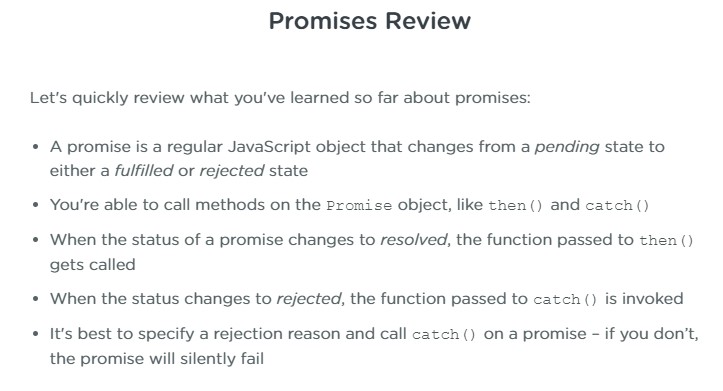 Promises Review
Let's quickly review what you've learned so far about promises:
• A promise is a regular JavaScript object that changes from a pending state to
either a fulfilled or rejected state
• You're able to call methods on the Promise object, like then() and catch()
• When the status of a promise changes to resolved, the function passed to then()
gets called
• When the status changes to rejected, the function passed to catch() is invoked
• It's best to specify a rejection reason and call catch() on a promise – if you don't,
the promise will silently fail